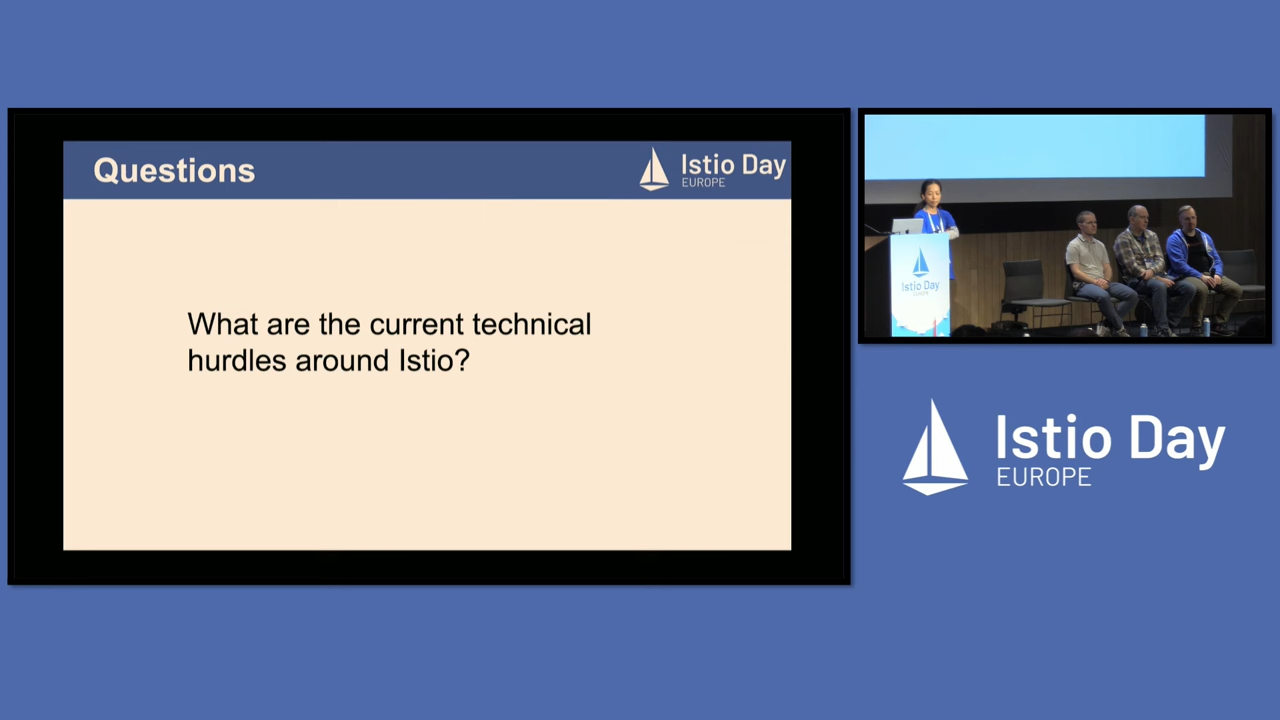 Questions
Istio Day
EUROPE
What are the current technical
hurdles around Istio?
Istio Day
EUROPE
Istio Day
EUROPE